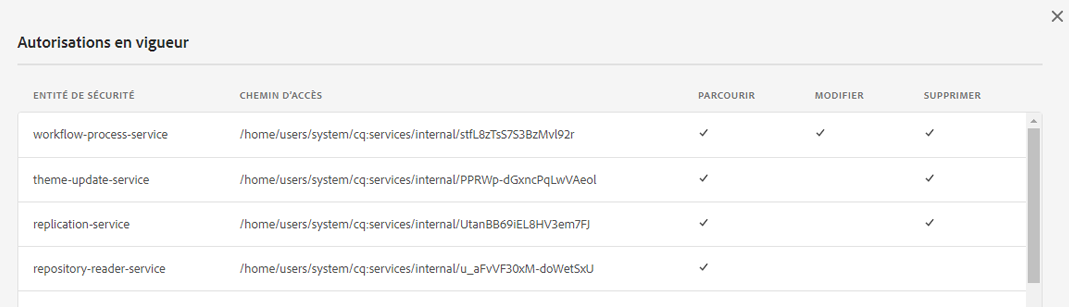 Autorisations en vigueur
ENTITÉ DE SÉCURITÉ CHEMIN D'ACCÈS PARCOURIR MODIFIER SUPPRIMER
workflow-process-service /home/users/system/cq:services/internal/stfL8zTsS7S3BzMvl92r ✓ ✓ ✓
theme-update-service /home/users/system/cq:services/internal/PPRWp-dGxncPqLwVAeol ✓ ✓
replication-service /home/users/system/cq:services/internal/UtanBB69iEL8HV3em7FJ ✓ ✓
repository-reader-service /home/users/system/cq:services/internal/u_aFvVF30xM-doWetSxU ✓